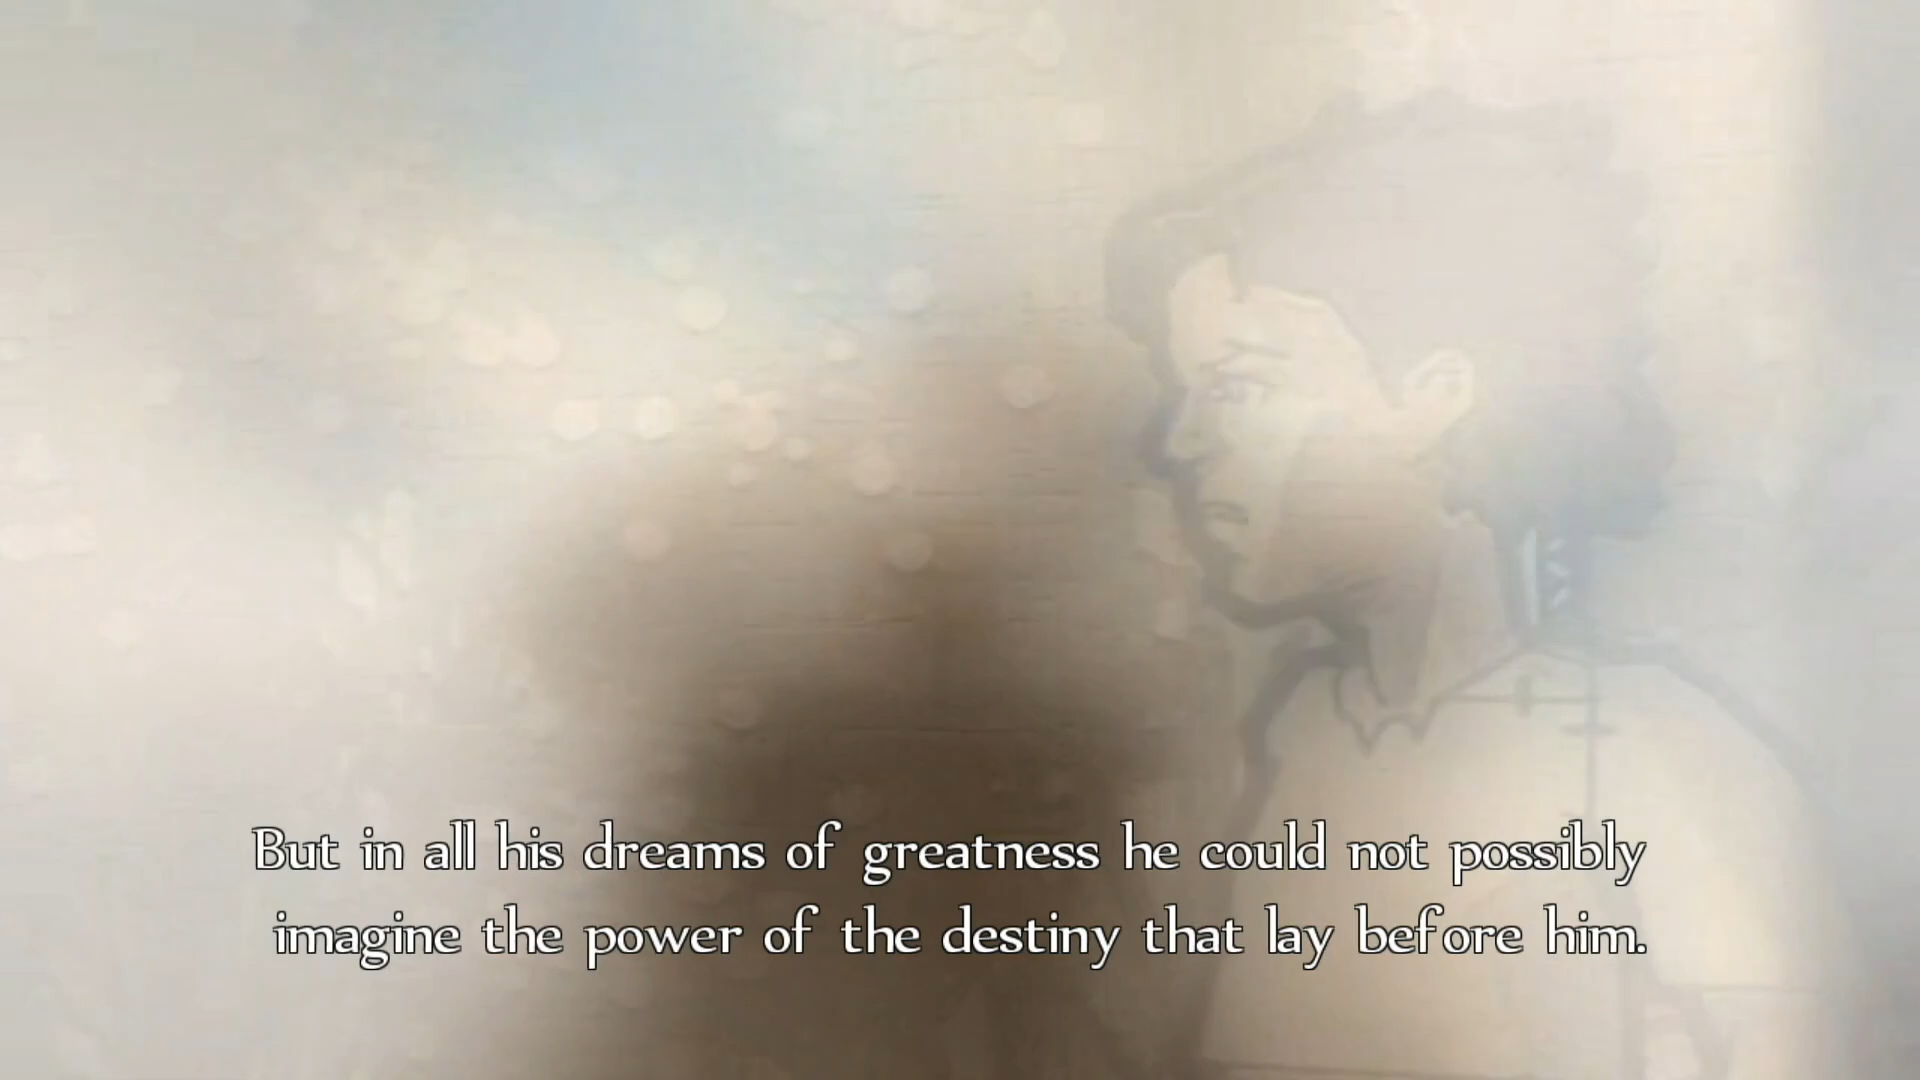 But in all his dreams of greatness he could not possibly
imagine the power of the destiny that lay before him.